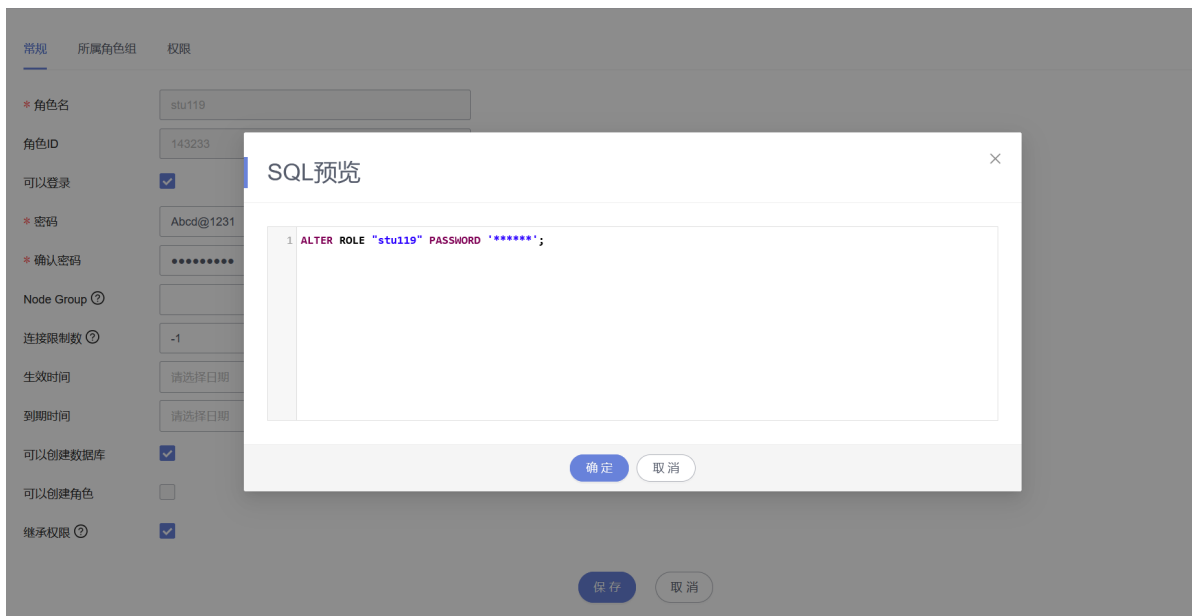 常规 所属角色组 权限
* 角色名 stu119
角色ID 143233
SQL预览
可以登录
* 密码 Abcd@1231
1 ALTER ROLE "stu119" PASSWORD '******';
* 确认密码 •••••••••
Node Group ?
连接限制数 ? -1
生效时间 请选择日期
到期时间 请选择日期
可以创建数据库
确定 取消
可以创建角色
继承权限 ?
保存 取消